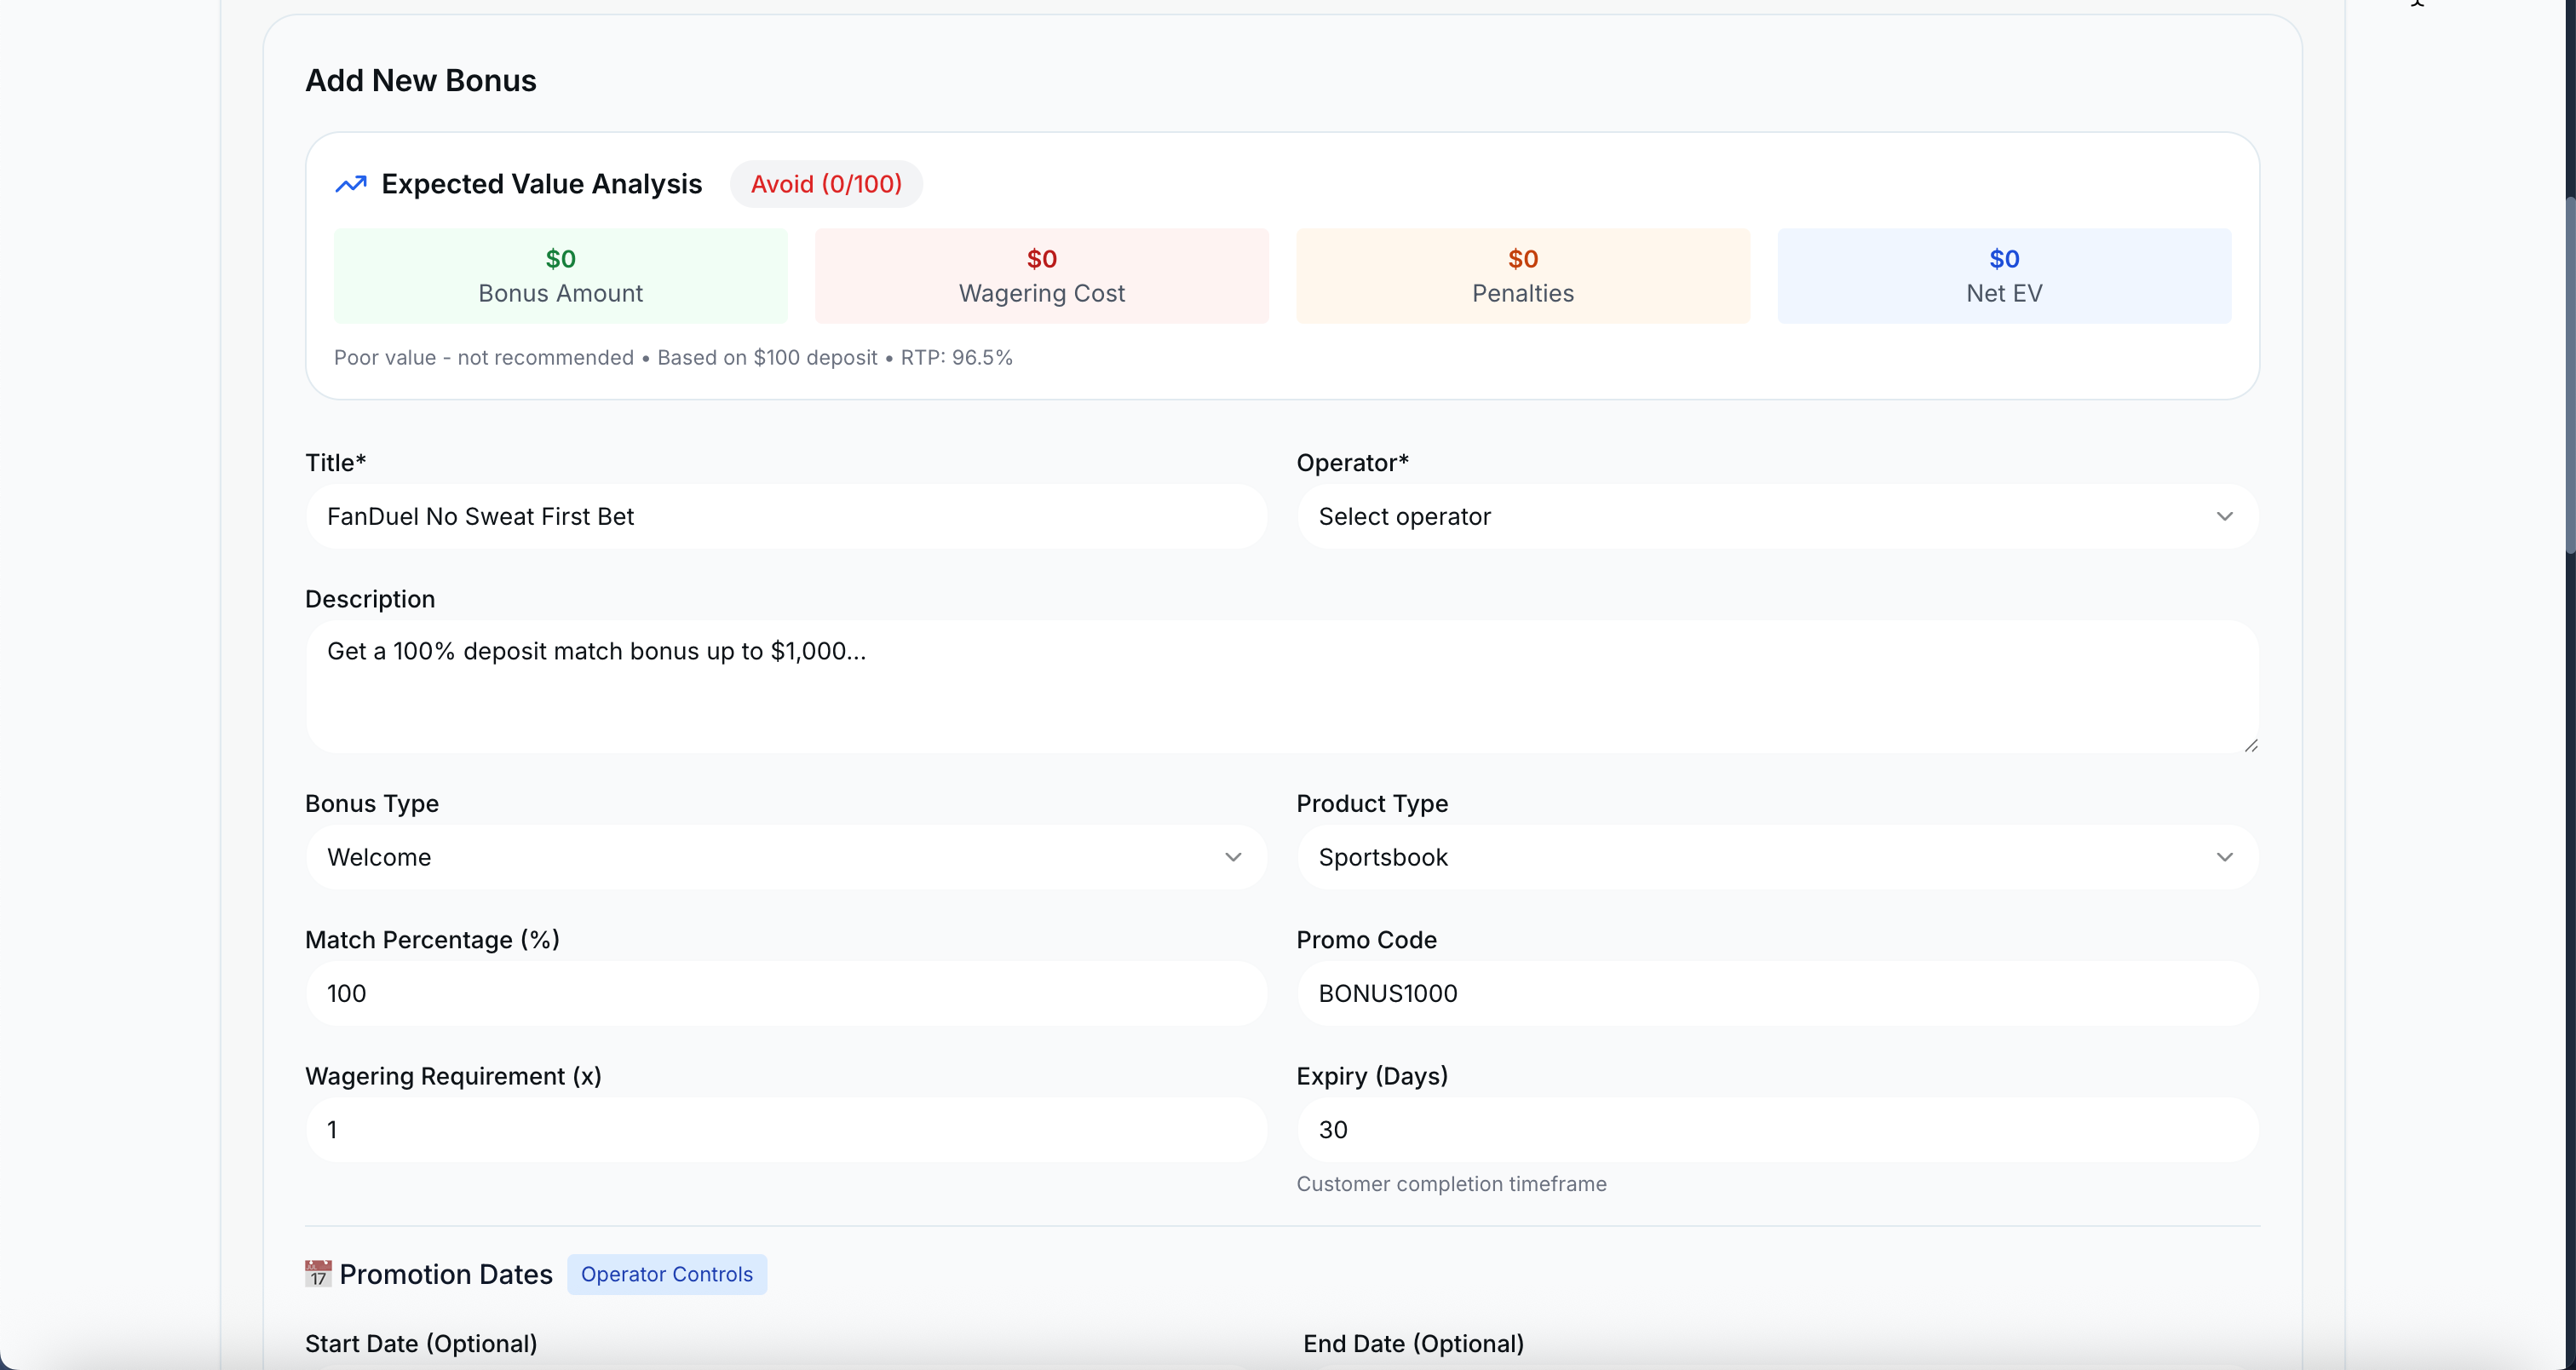 Add New Bonus
Expected Value Analysis
Avoid (0/100)
$0
Bonus Amount
$0
Wagering Cost
$0
Penalties
$0
Net EV
Poor value - not recommended • Based on $100 deposit • RTP: 96.5%
Title*
FanDuel No Sweat First Bet
Operator*
Select operator
Description
Get a 100% deposit match bonus up to $1,000...
Bonus Type
Welcome
Product Type
Sportsbook
Match Percentage (%)
100
Promo Code
BONUS1000
Wagering Requirement (x)
1
Expiry (Days)
30
Customer completion timeframe
17
Promotion Dates
Operator Controls
Start Date (Optional)
End Date (Optional)